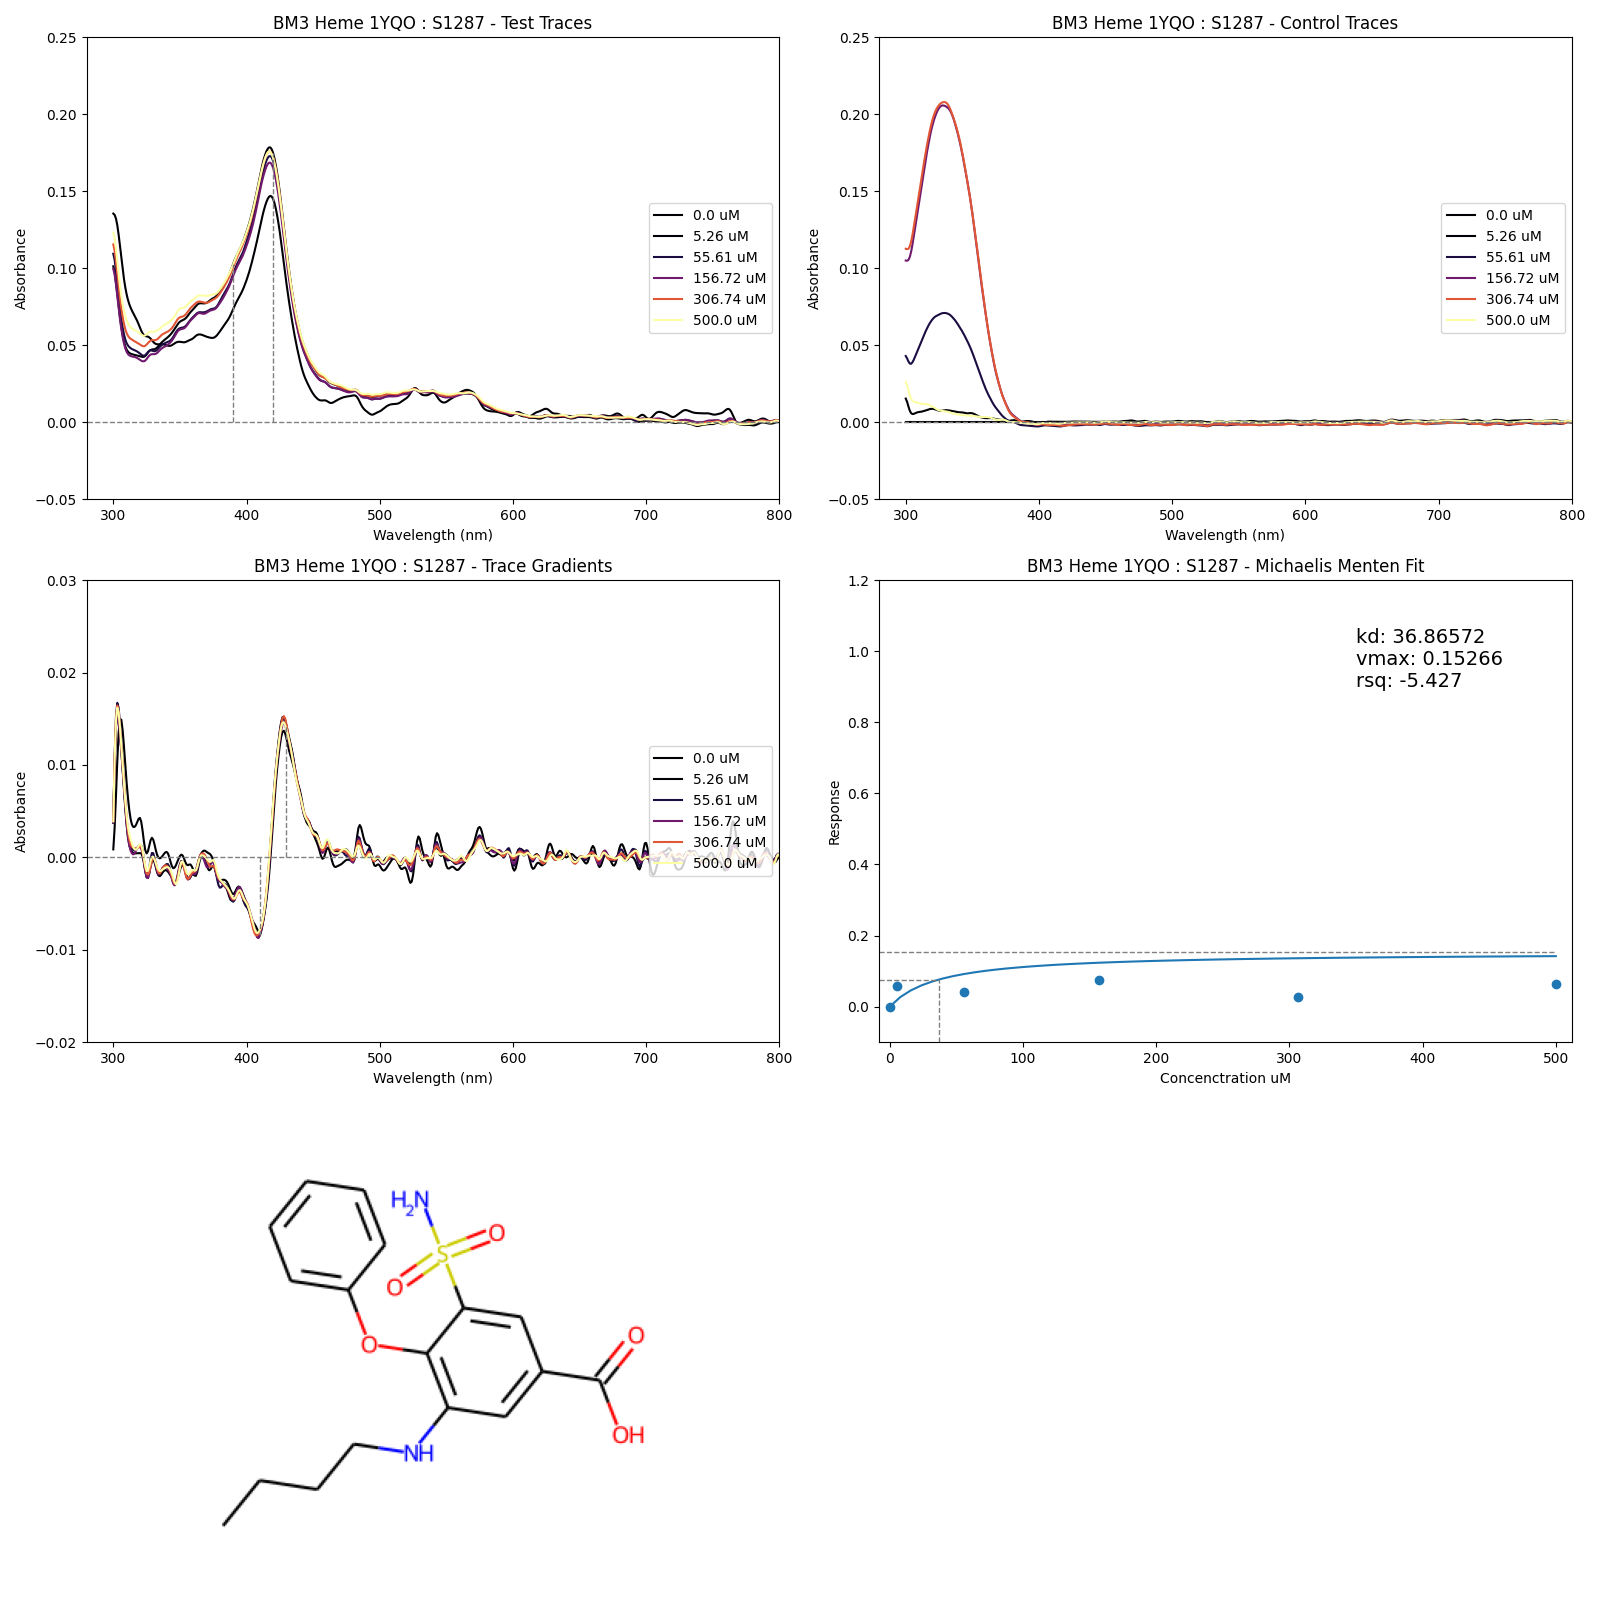 BM3 Heme 1YQO : S1287 - Test Traces
0.25
0.20
0.15
0.10
0.05
0.00
−0.05
Absorbance
300 400 500 600 700 800
Wavelength (nm)
0.0 uM
5.26 uM
55.61 uM
156.72 uM
306.74 uM
500.0 uM
BM3 Heme 1YQO : S1287 - Control Traces
0.25
0.20
0.15
0.10
0.05
0.00
−0.05
Absorbance
300 400 500 600 700 800
Wavelength (nm)
0.0 uM
5.26 uM
55.61 uM
156.72 uM
306.74 uM
500.0 uM
BM3 Heme 1YQO : S1287 - Trace Gradients
0.03
0.02
0.01
0.00
−0.01
−0.02
Absorbance
300 400 500 600 700 800
Wavelength (nm)
0.0 uM
5.26 uM
55.61 uM
156.72 uM
306.74 uM
500.0 uM
BM3 Heme 1YQO : S1287 - Michaelis Menten Fit
1.2
1.0
0.8
0.6
0.4
0.2
0.0
Response
kd: 36.86572
vmax: 0.15266
rsq: -5.427
0 100 200 300 400 500
Concenctration uM
H2N
S
O
O
O
O
OH
NH